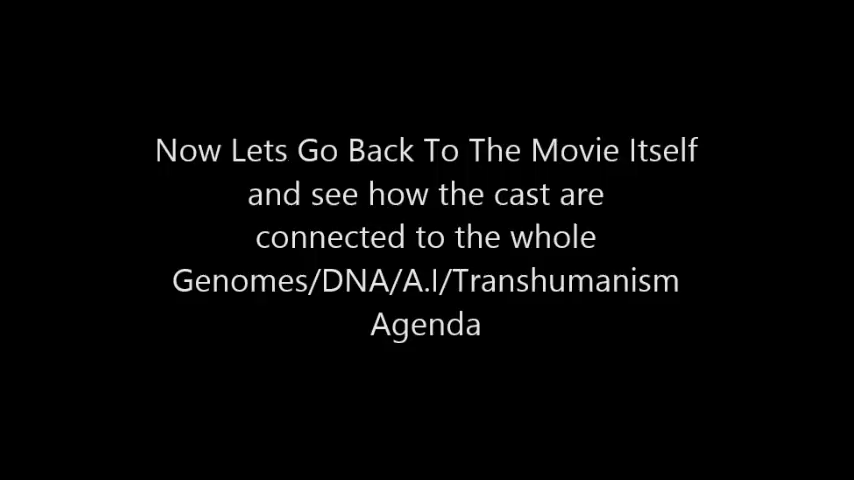 Now Lets Go Back To The Movie Itself
and see how the cast are
connected to the whole
Genomes/DNA/A.I/Transhumanism
Agenda